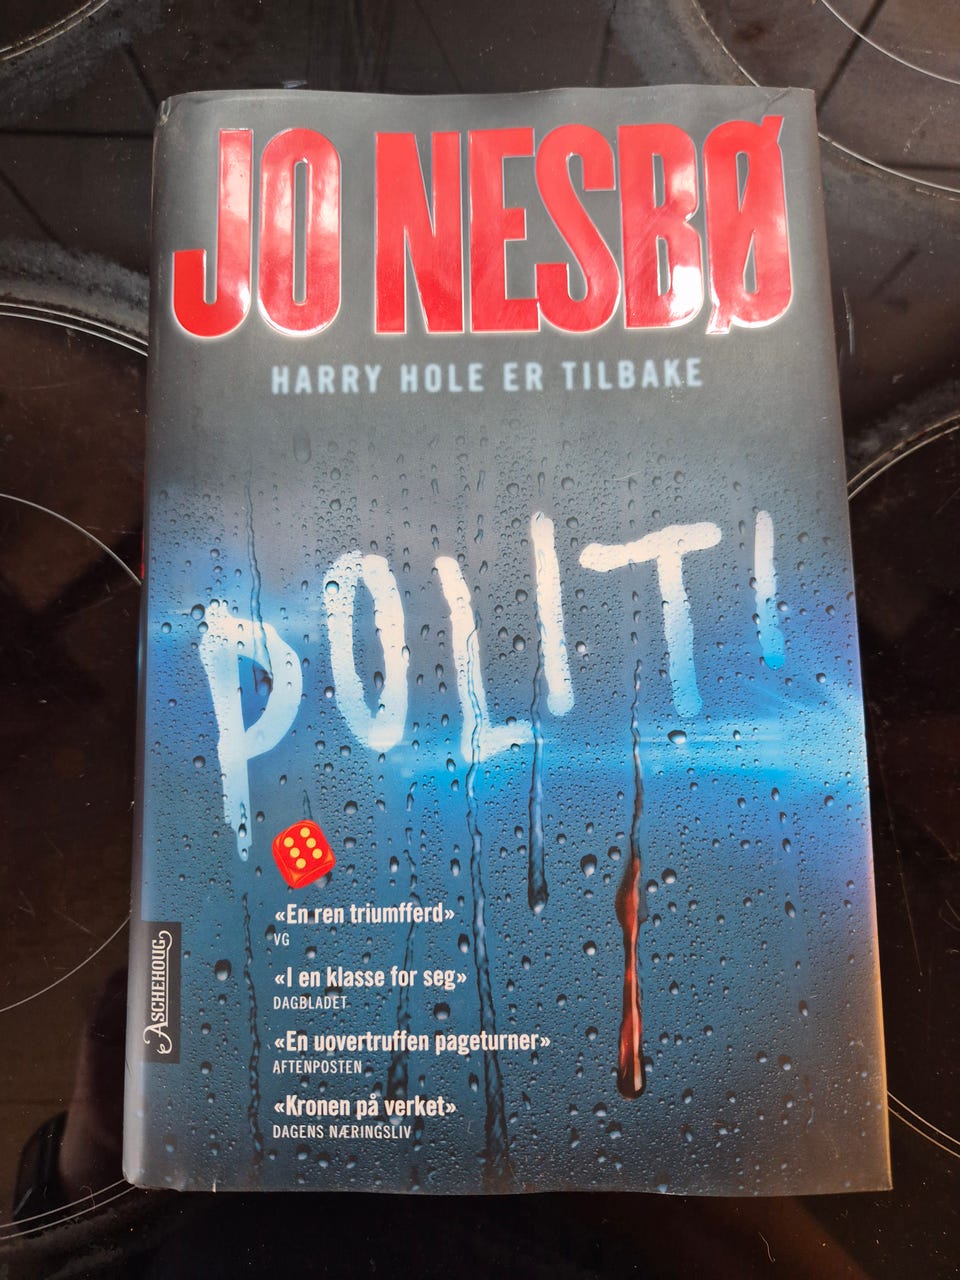 JO NESBØ
HARRY HOLE ER TILBAKE
POLITI
«En ren triumfferd»
VG
«I en klasse for seg»
DAGBLADET
«En uovertruffen pageturner»
AFTENPOSTEN
«Kronen på verket»
DAGENS NÆRINGSLIV
ASCHEHOUG